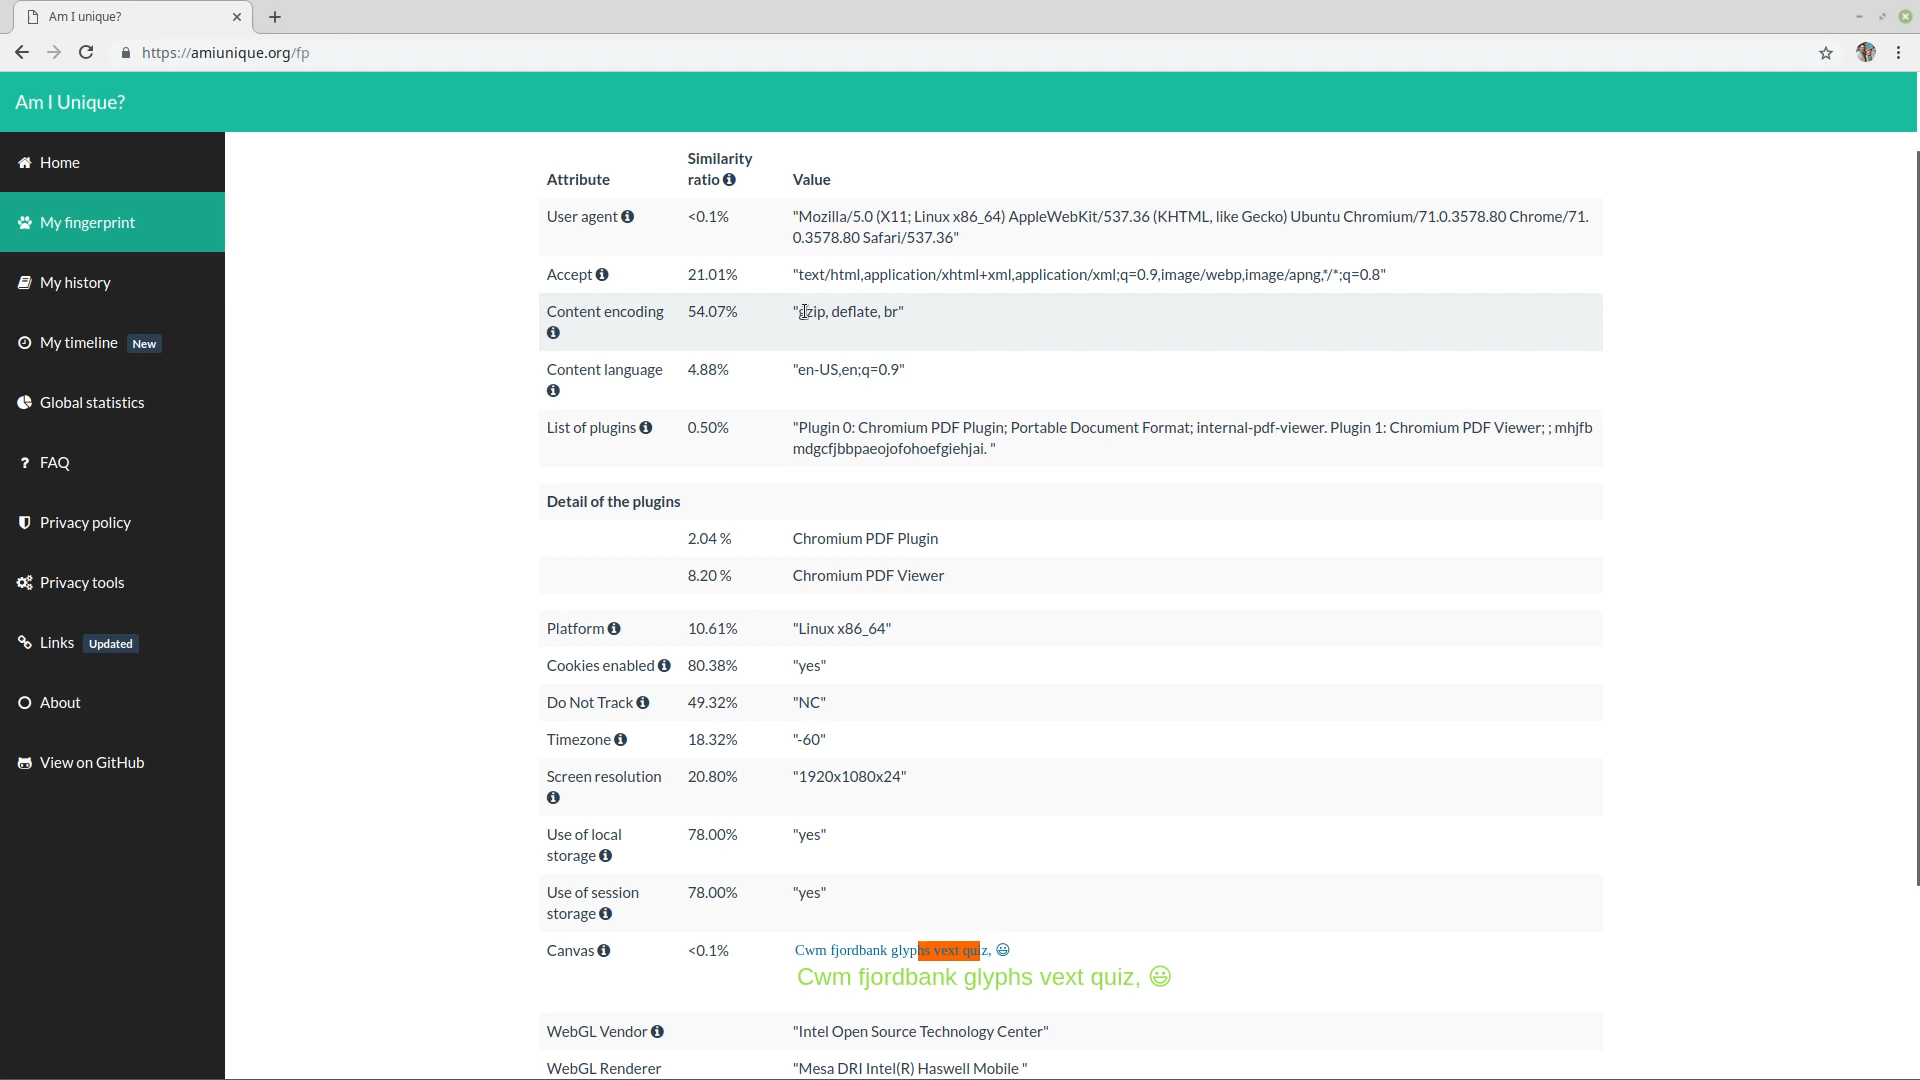 Am I unique?
https://amiunique.org/fp
Am I Unique?
Home
My fingerprint
My history
My timeline New
Global statistics
FAQ
Privacy policy
Privacy tools
Links Updated
About
View on GitHub
Similarity
Attribute ratio Value
User agent <0.1% "Mozilla/5.0 (X11; Linux x86_64) AppleWebKit/537.36 (KHTML, like Gecko) Ubuntu Chromium/71.0.3578.80 Chrome/71.
0.3578.80 Safari/537.36"
Accept 21.01% "text/html,application/xhtml+xml,application/xml;q=0.9,image/webp,image/apng,*/*;q=0.8"
Content encoding 54.07% "gzip, deflate, br"
Content language 4.88% "en-US,en;q=0.9"
List of plugins 0.50% "Plugin 0: Chromium PDF Plugin; Portable Document Format; internal-pdf-viewer. Plugin 1: Chromium PDF Viewer; ; mhjfb
mdgcfjbbpaeojofohoefgiehjai. "
Detail of the plugins
2.04 % Chromium PDF Plugin
8.20 % Chromium PDF Viewer
Platform 10.61% "Linux x86_64"
Cookies enabled 80.38% "yes"
Do Not Track 49.32% "NC"
Timezone 18.32% "-60"
Screen resolution 20.80% "1920x1080x24"
Use of local 78.00% "yes"
storage
Use of session 78.00% "yes"
storage
Canvas <0.1% Cwm fjordbank glyphs vext quiz, 😃
Cwm fjordbank glyphs vext quiz, 😃
WebGL Vendor "Intel Open Source Technology Center"
WebGL Renderer "Mesa DRI Intel(R) Haswell Mobile "